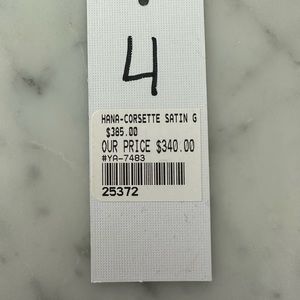 4
HANA-CORSETTE SATIN G
$385.00
OUR PRICE $340.00
#YA-7483
25372